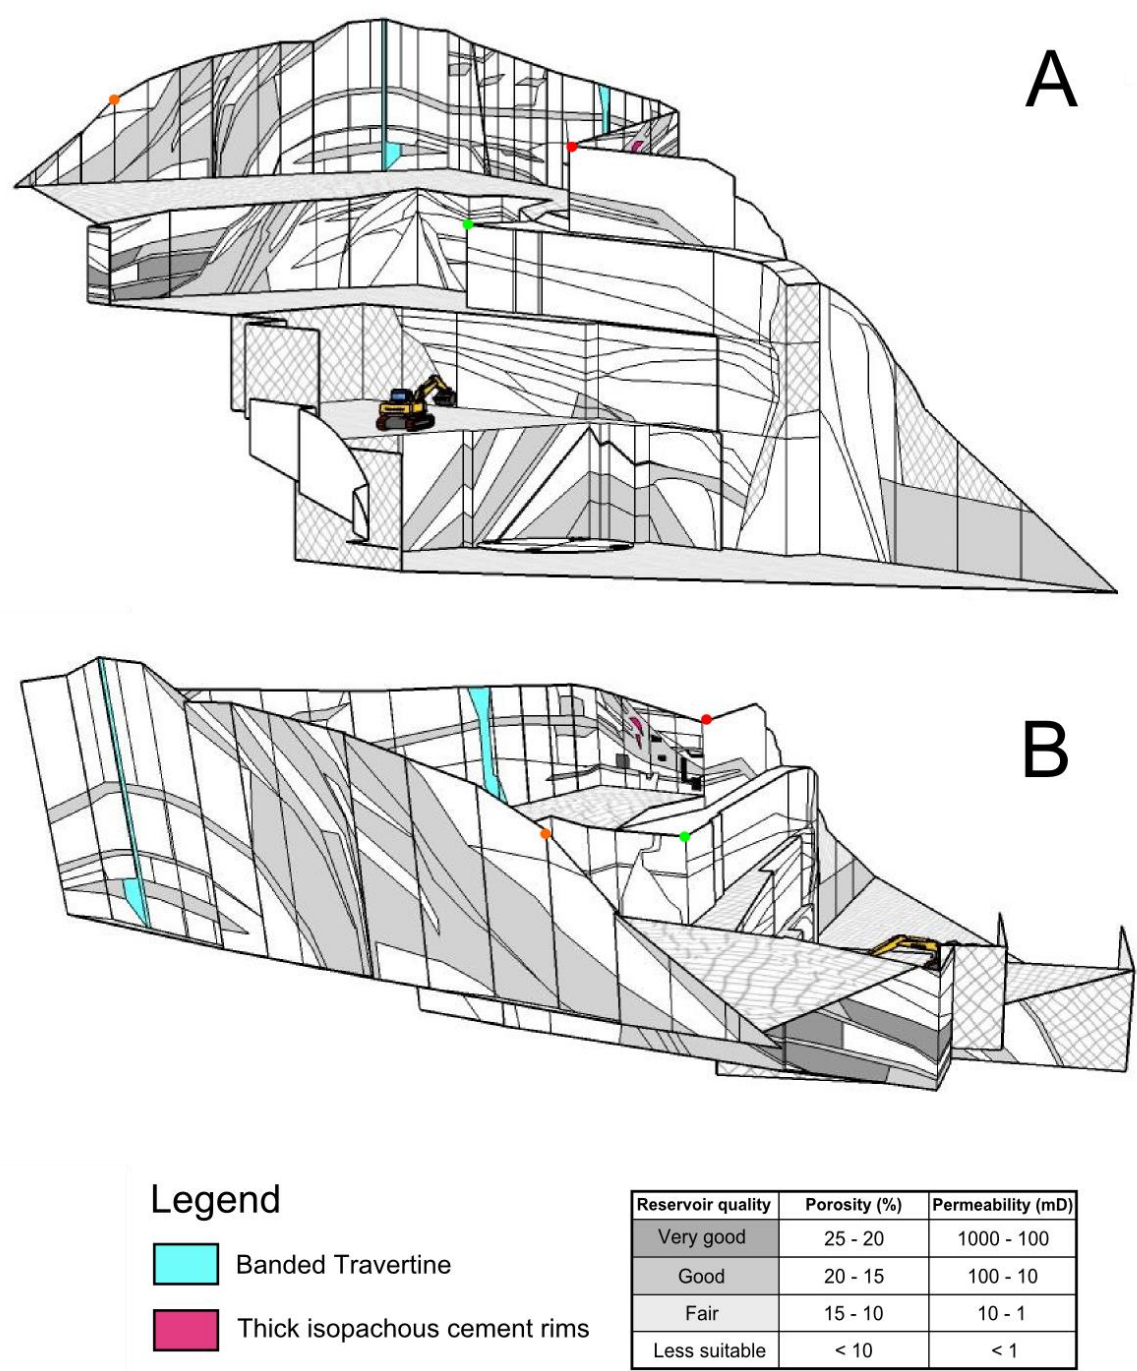 A
B
Legend
Banded Travertine
Thick isopachous cement rims
Reservoir quality Porosity (%) Permeability (mD)
Very good 25 - 20 1000 - 100
Good 20 - 15 100 - 10
Fair 15 - 10 10 - 1
Less suitable < 10 < 1